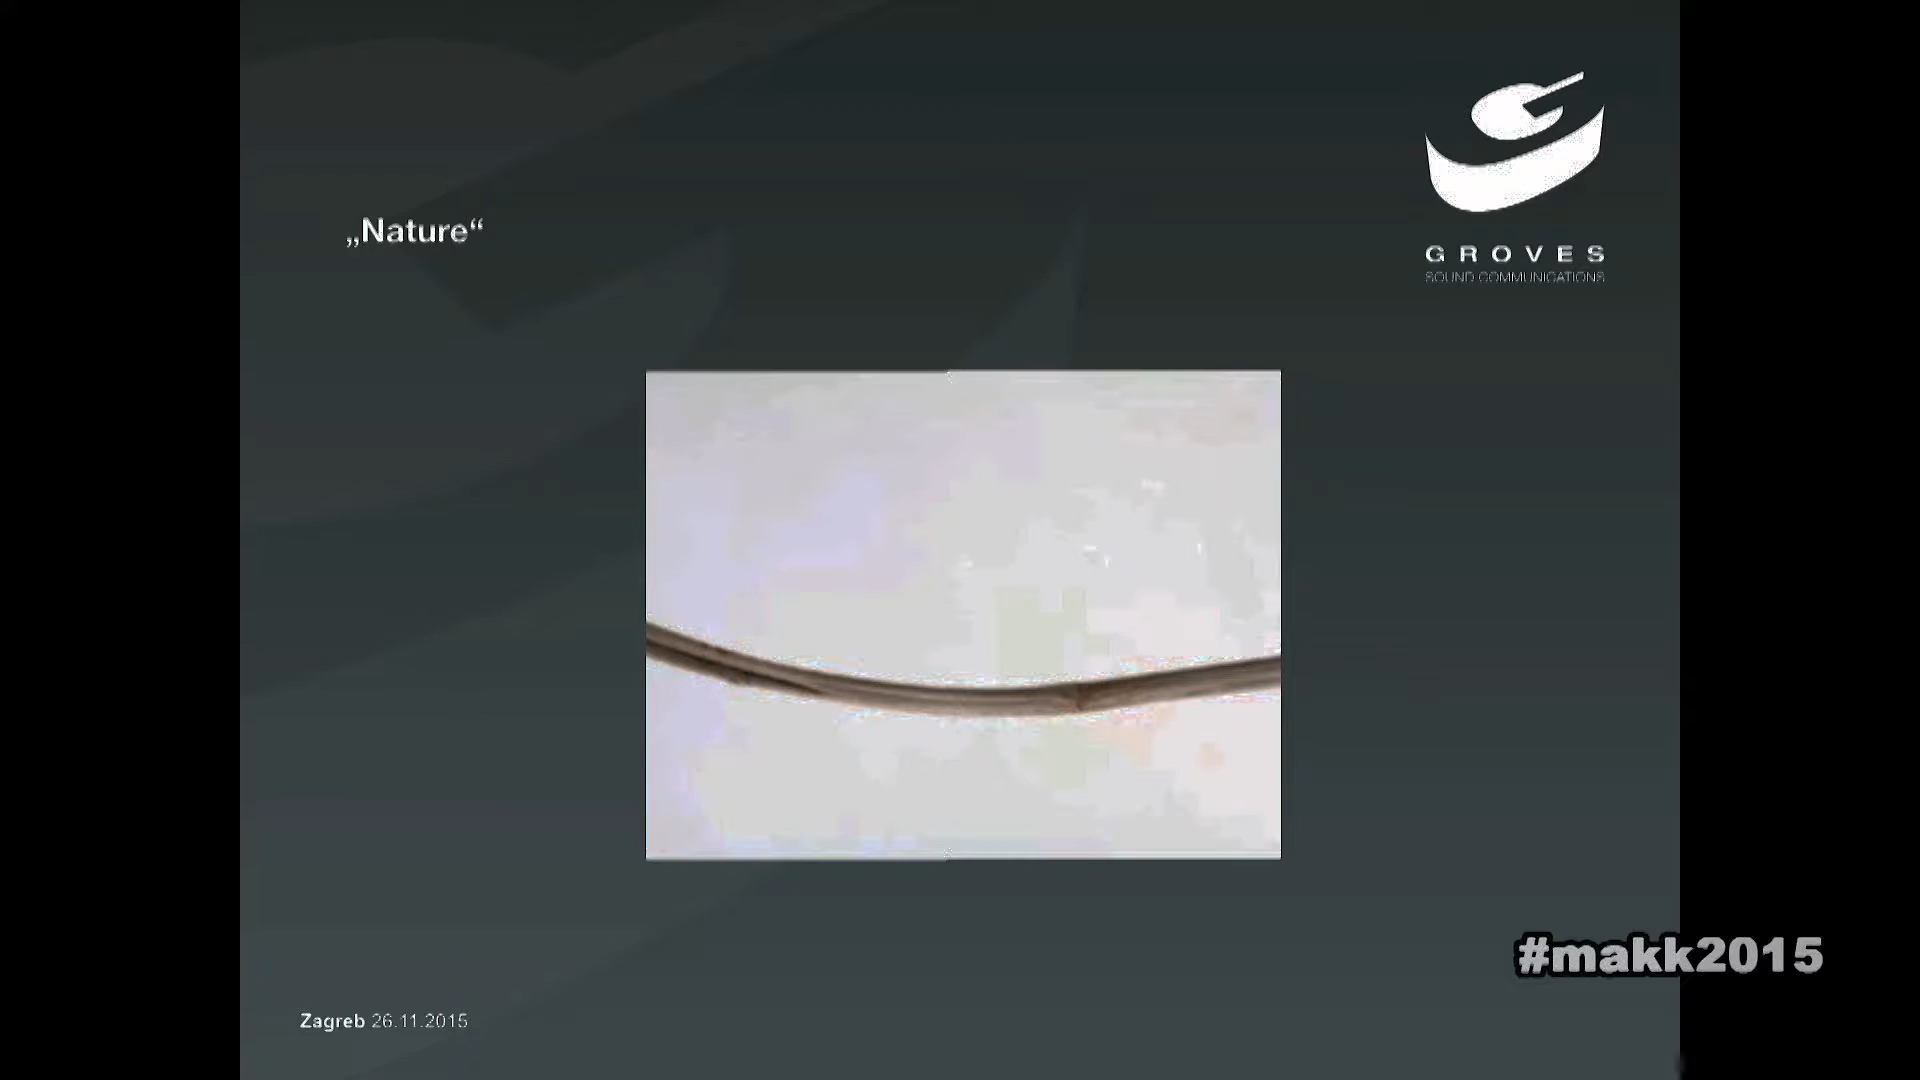 „Nature“
GROVES
SOUND COMMUNICATIONS
#makk2015
Zagreb 26.11.2015